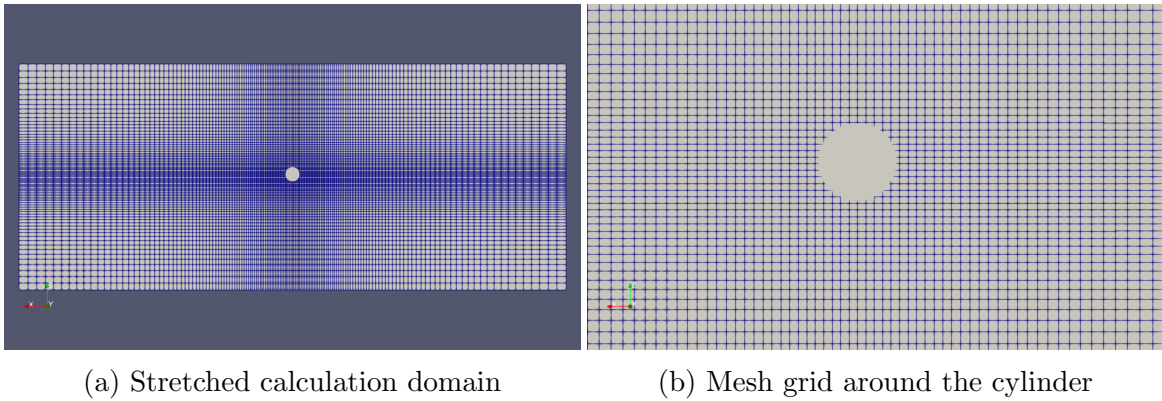 X
Y
(a) Stretched calculation domain
(b) Mesh grid around the cylinder